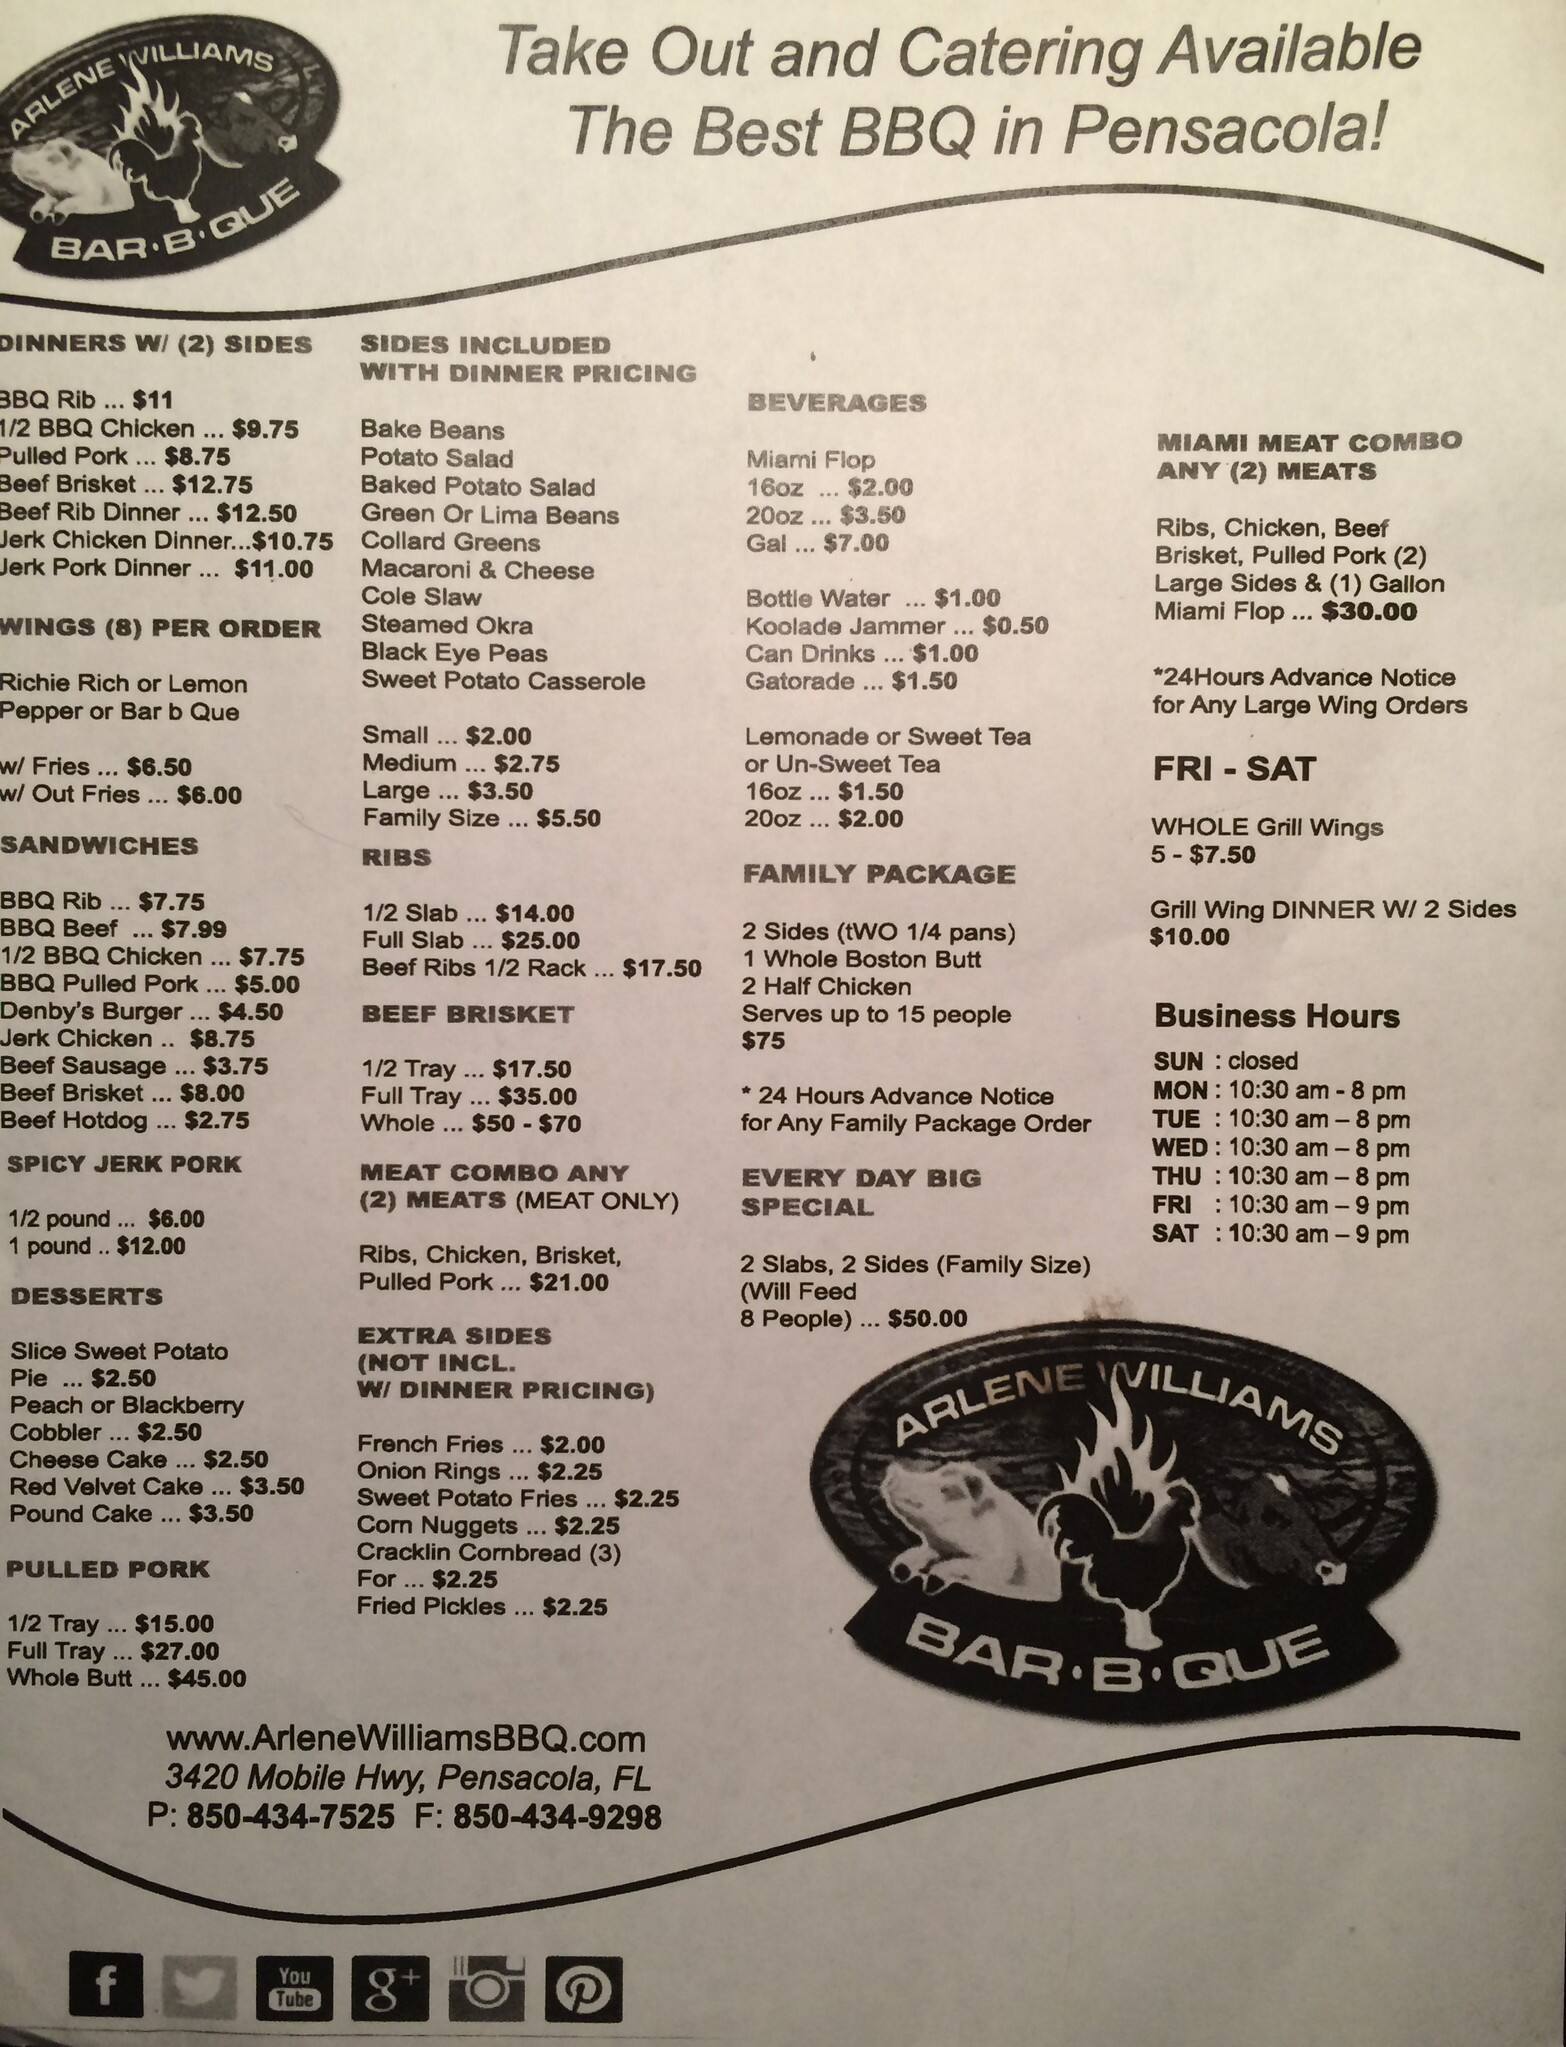 ARLENE WILLIAMS
BAR·B·QUE
Take Out and Catering Available
The Best BBQ in Pensacola!
DINNERS W/ (2) SIDES
BBQ Rib ... $11
1/2 BBQ Chicken ... $9.75
Pulled Pork ... $8.75
Beef Brisket ... $12.75
Beef Rib Dinner ... $12.50
Jerk Chicken Dinner...$10.75
Jerk Pork Dinner ... $11.00
WINGS (8) PER ORDER
Richie Rich or Lemon
Pepper or Bar b Que
w/ Fries ... $6.50
w/ Out Fries ... $6.00
SANDWICHES
BBQ Rib ... $7.75
BBQ Beef ... $7.99
1/2 BBQ Chicken ... $7.75
BBQ Pulled Pork ... $5.00
Denby's Burger ... $4.50
Jerk Chicken .. $8.75
Beef Sausage ... $3.75
Beef Brisket ... $8.00
Beef Hotdog ... $2.75
SPICY JERK PORK
1/2 pound ... $6.00
1 pound .. $12.00
DESSERTS
Slice Sweet Potato
Pie ... $2.50
Peach or Blackberry
Cobbler ... $2.50
Cheese Cake ... $2.50
Red Velvet Cake ... $3.50
Pound Cake ... $3.50
PULLED PORK
1/2 Tray ... $15.00
Full Tray ... $27.00
Whole Butt ... $45.00
SIDES INCLUDED
WITH DINNER PRICING
Bake Beans
Potato Salad
Baked Potato Salad
Green Or Lima Beans
Collard Greens
Macaroni & Cheese
Cole Slaw
Steamed Okra
Black Eye Peas
Sweet Potato Casserole
Small ... $2.00
Medium ... $2.75
Large ... $3.50
Family Size ... $5.50
RIBS
1/2 Slab ... $14.00
Full Slab ... $25.00
Beef Ribs 1/2 Rack ... $17.50
BEEF BRISKET
1/2 Tray ... $17.50
Full Tray ... $35.00
Whole ... $50 - $70
MEAT COMBO ANY
(2) MEATS (MEAT ONLY)
Ribs, Chicken, Brisket,
Pulled Pork ... $21.00
EXTRA SIDES
(NOT INCL.
W/ DINNER PRICING)
French Fries ... $2.00
Onion Rings ... $2.25
Sweet Potato Fries ... $2.25
Corn Nuggets ... $2.25
Cracklin Cornbread (3)
For ... $2.25
Fried Pickles ... $2.25
BEVERAGES
Miami Flop
16oz ... $2.00
20oz ... $3.50
Gal ... $7.00
Bottle Water ... $1.00
Koolade Jammer ... $0.50
Can Drinks ... $1.00
Gatorade ... $1.50
Lemonade or Sweet Tea
or Un-Sweet Tea
16oz ... $1.50
20oz ... $2.00
FAMILY PACKAGE
2 Sides (tWO 1/4 pans)
1 Whole Boston Butt
2 Half Chicken
Serves up to 15 people
$75
* 24 Hours Advance Notice
for Any Family Package Order
EVERY DAY BIG
SPECIAL
2 Slabs, 2 Sides (Family Size)
(Will Feed
8 People) ... $50.00
MIAMI MEAT COMBO
ANY (2) MEATS
Ribs, Chicken, Beef
Brisket, Pulled Pork (2)
Large Sides & (1) Gallon
Miami Flop ... $30.00
*24Hours Advance Notice
for Any Large Wing Orders
FRI - SAT
WHOLE Grill Wings
5 - $7.50
Grill Wing DINNER W/ 2 Sides
$10.00
Business Hours
SUN : closed
MON : 10:30 am - 8 pm
TUE : 10:30 am – 8 pm
WED : 10:30 am – 8 pm
THU : 10:30 am – 8 pm
FRI : 10:30 am – 9 pm
SAT : 10:30 am – 9 pm
ARLENE WILLIAMS
BAR·B·QUE
www.ArleneWilliamsBBQ.com
3420 Mobile Hwy, Pensacola, FL
P: 850-434-7525 F: 850-434-9298
f
You
Tube
g+